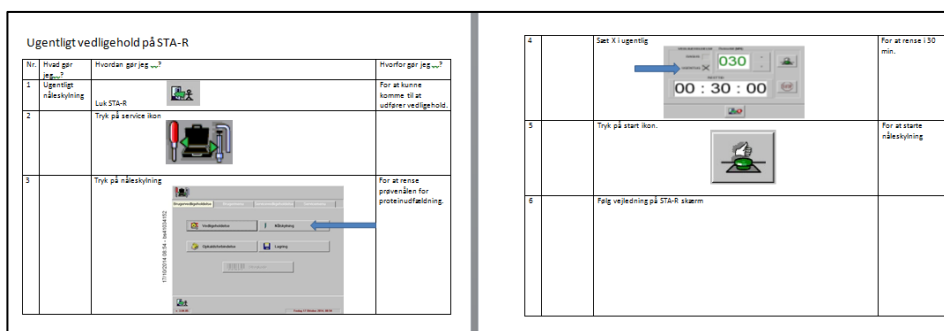 Ugentligt vedligehold på STA-R
Nr. Hvad gør jeg...? Hvordan gør jeg ...? Hvorfor gør jeg...?
1 Ugentligt nåleskylning Luk STA-R For at kunne komme til at udfører vedligehold.
2 Tryk på service ikon
3 Tryk på nåleskylning For at rense prøvenålen for proteinudfældning.
Vedligeholdelse Nåleskylning
Lagring
4 Sæt X i ugentlig For at rense i 30 min.
030
00 : 30 : 00
5 Tryk på start ikon. For at starte nåleskylning
6 Følg vejledning på STA-R skærm